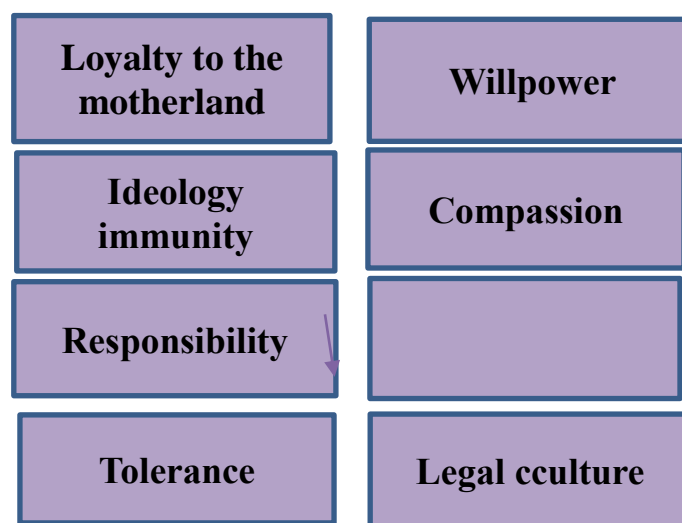 Loyalty to the
motherland
Willpower
Ideology
immunity
Compassion
Responsibility
Tolerance
Legal cculture